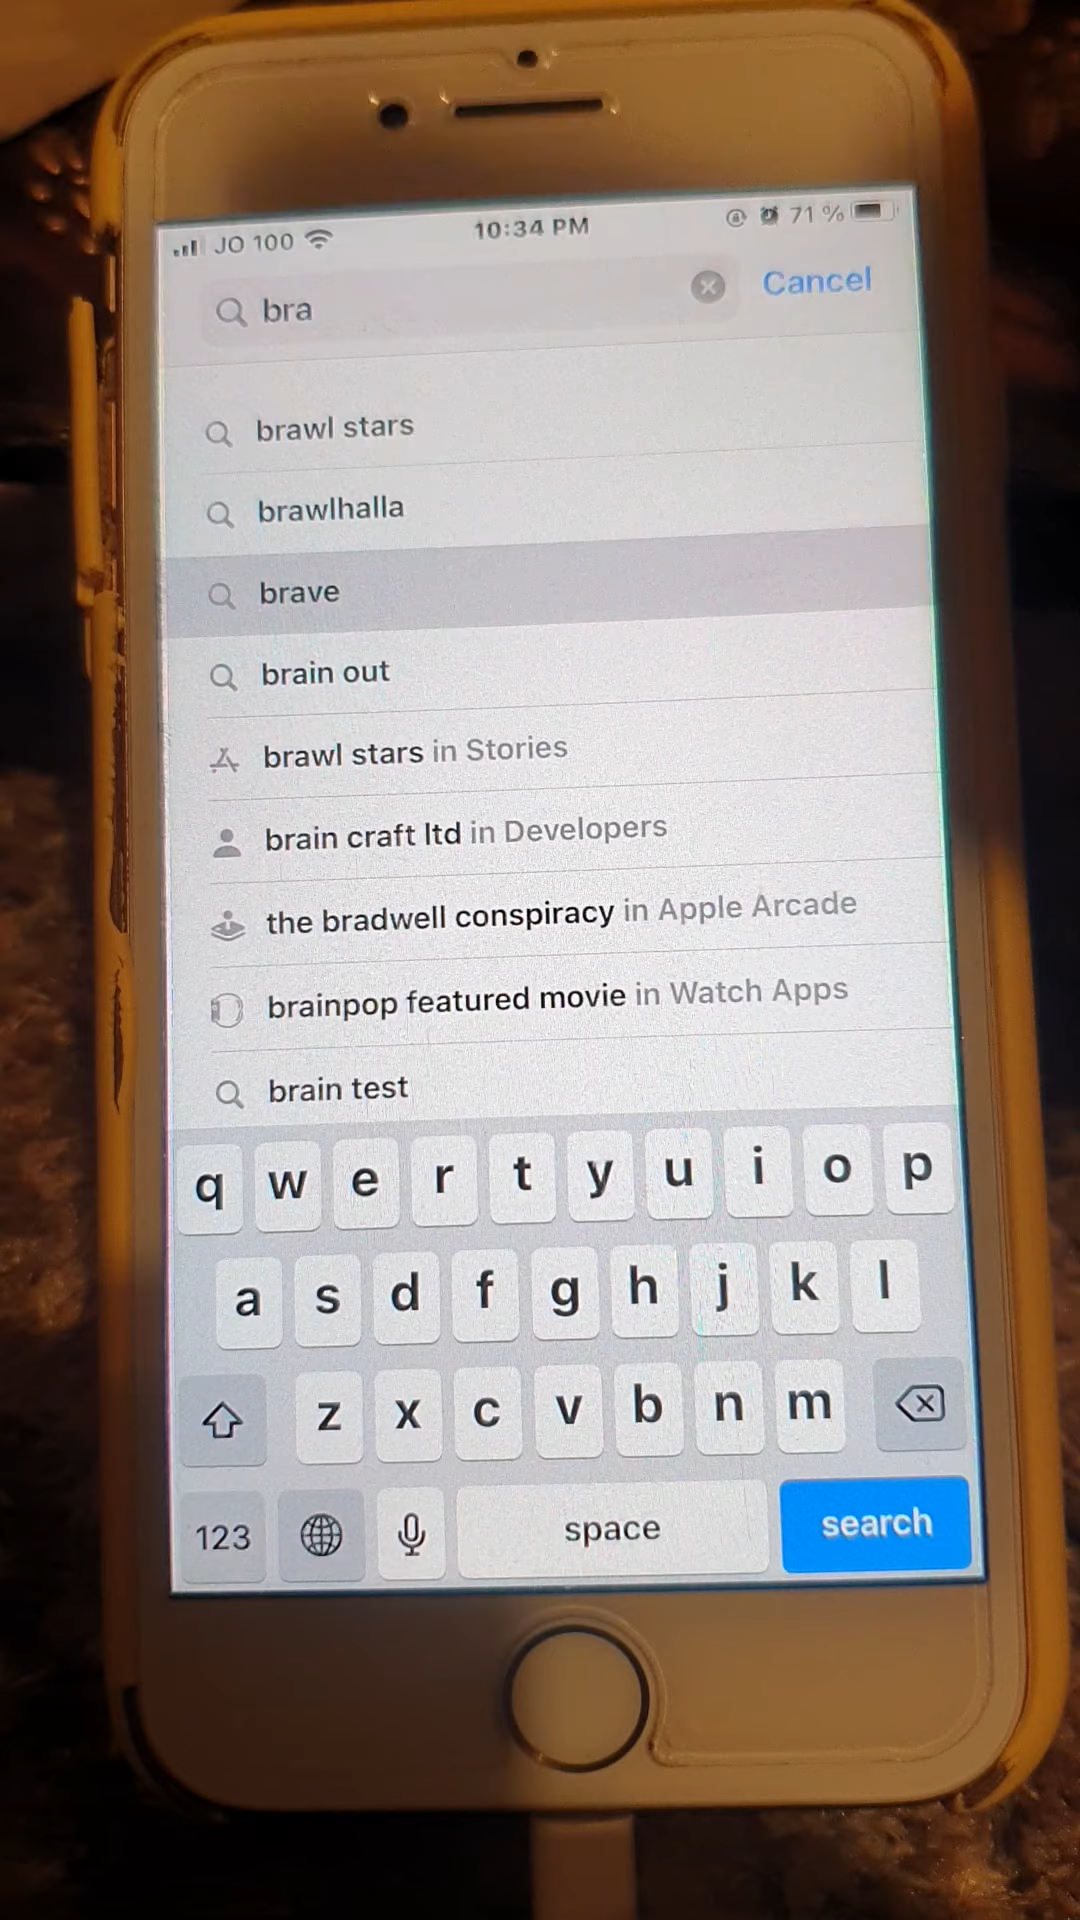 JO 100 10:34 PM 71 %
bra Cancel
brawl stars
brawlhalla
brave
brain out
brawl stars in Stories
brain craft ltd in Developers
the bradwell conspiracy in Apple Arcade
brainpop featured movie in Watch Apps
brain test
q w e r t y u i o p
a s d f g h j k l
z x c v b n m
123 space search